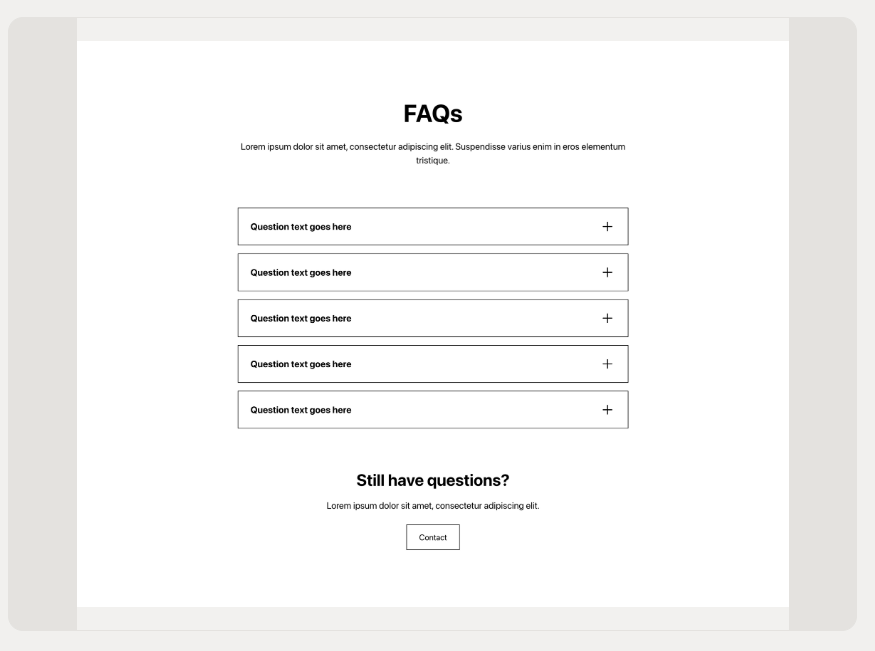 FAQs
Lorem ipsum dolor sit amet, consectetur adipiscing elit. Suspendisse varius enim in eros elementum
tristique.
Question text goes here
Question text goes here
Question text goes here
Question text goes here
Question text goes here
Still have questions?
Lorem ipsum dolor sit amet, consectetur adipiscing elit.
Contact